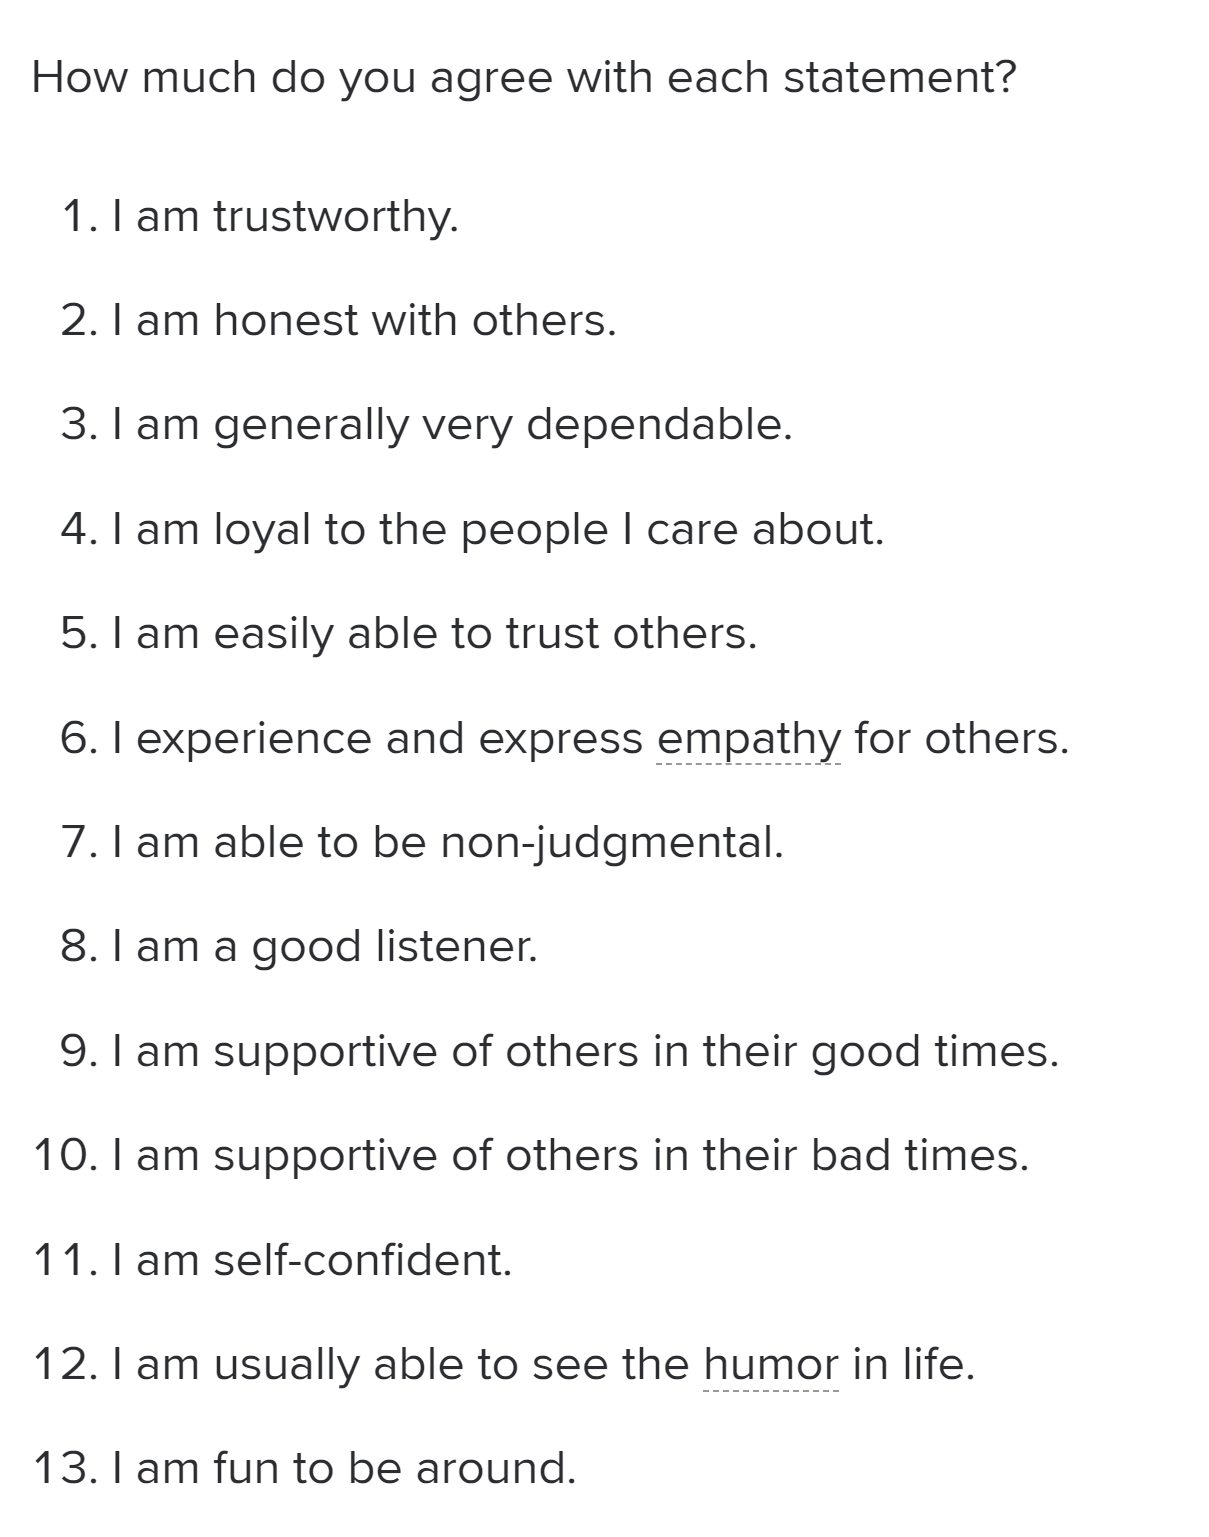 How much do you agree with each statement?
1. I am trustworthy.
2. I am honest with others.
3. I am generally very dependable.
4. I am loyal to the people I care about.
5. I am easily able to trust others.
6. I experience and express empathy for others.
7. I am able to be non-judgmental.
8. I am a good listener.
9. I am supportive of others in their good times.
10. I am supportive of others in their bad times.
11. I am self-confident.
12. I am usually able to see the humor in life.
13. I am fun to be around.